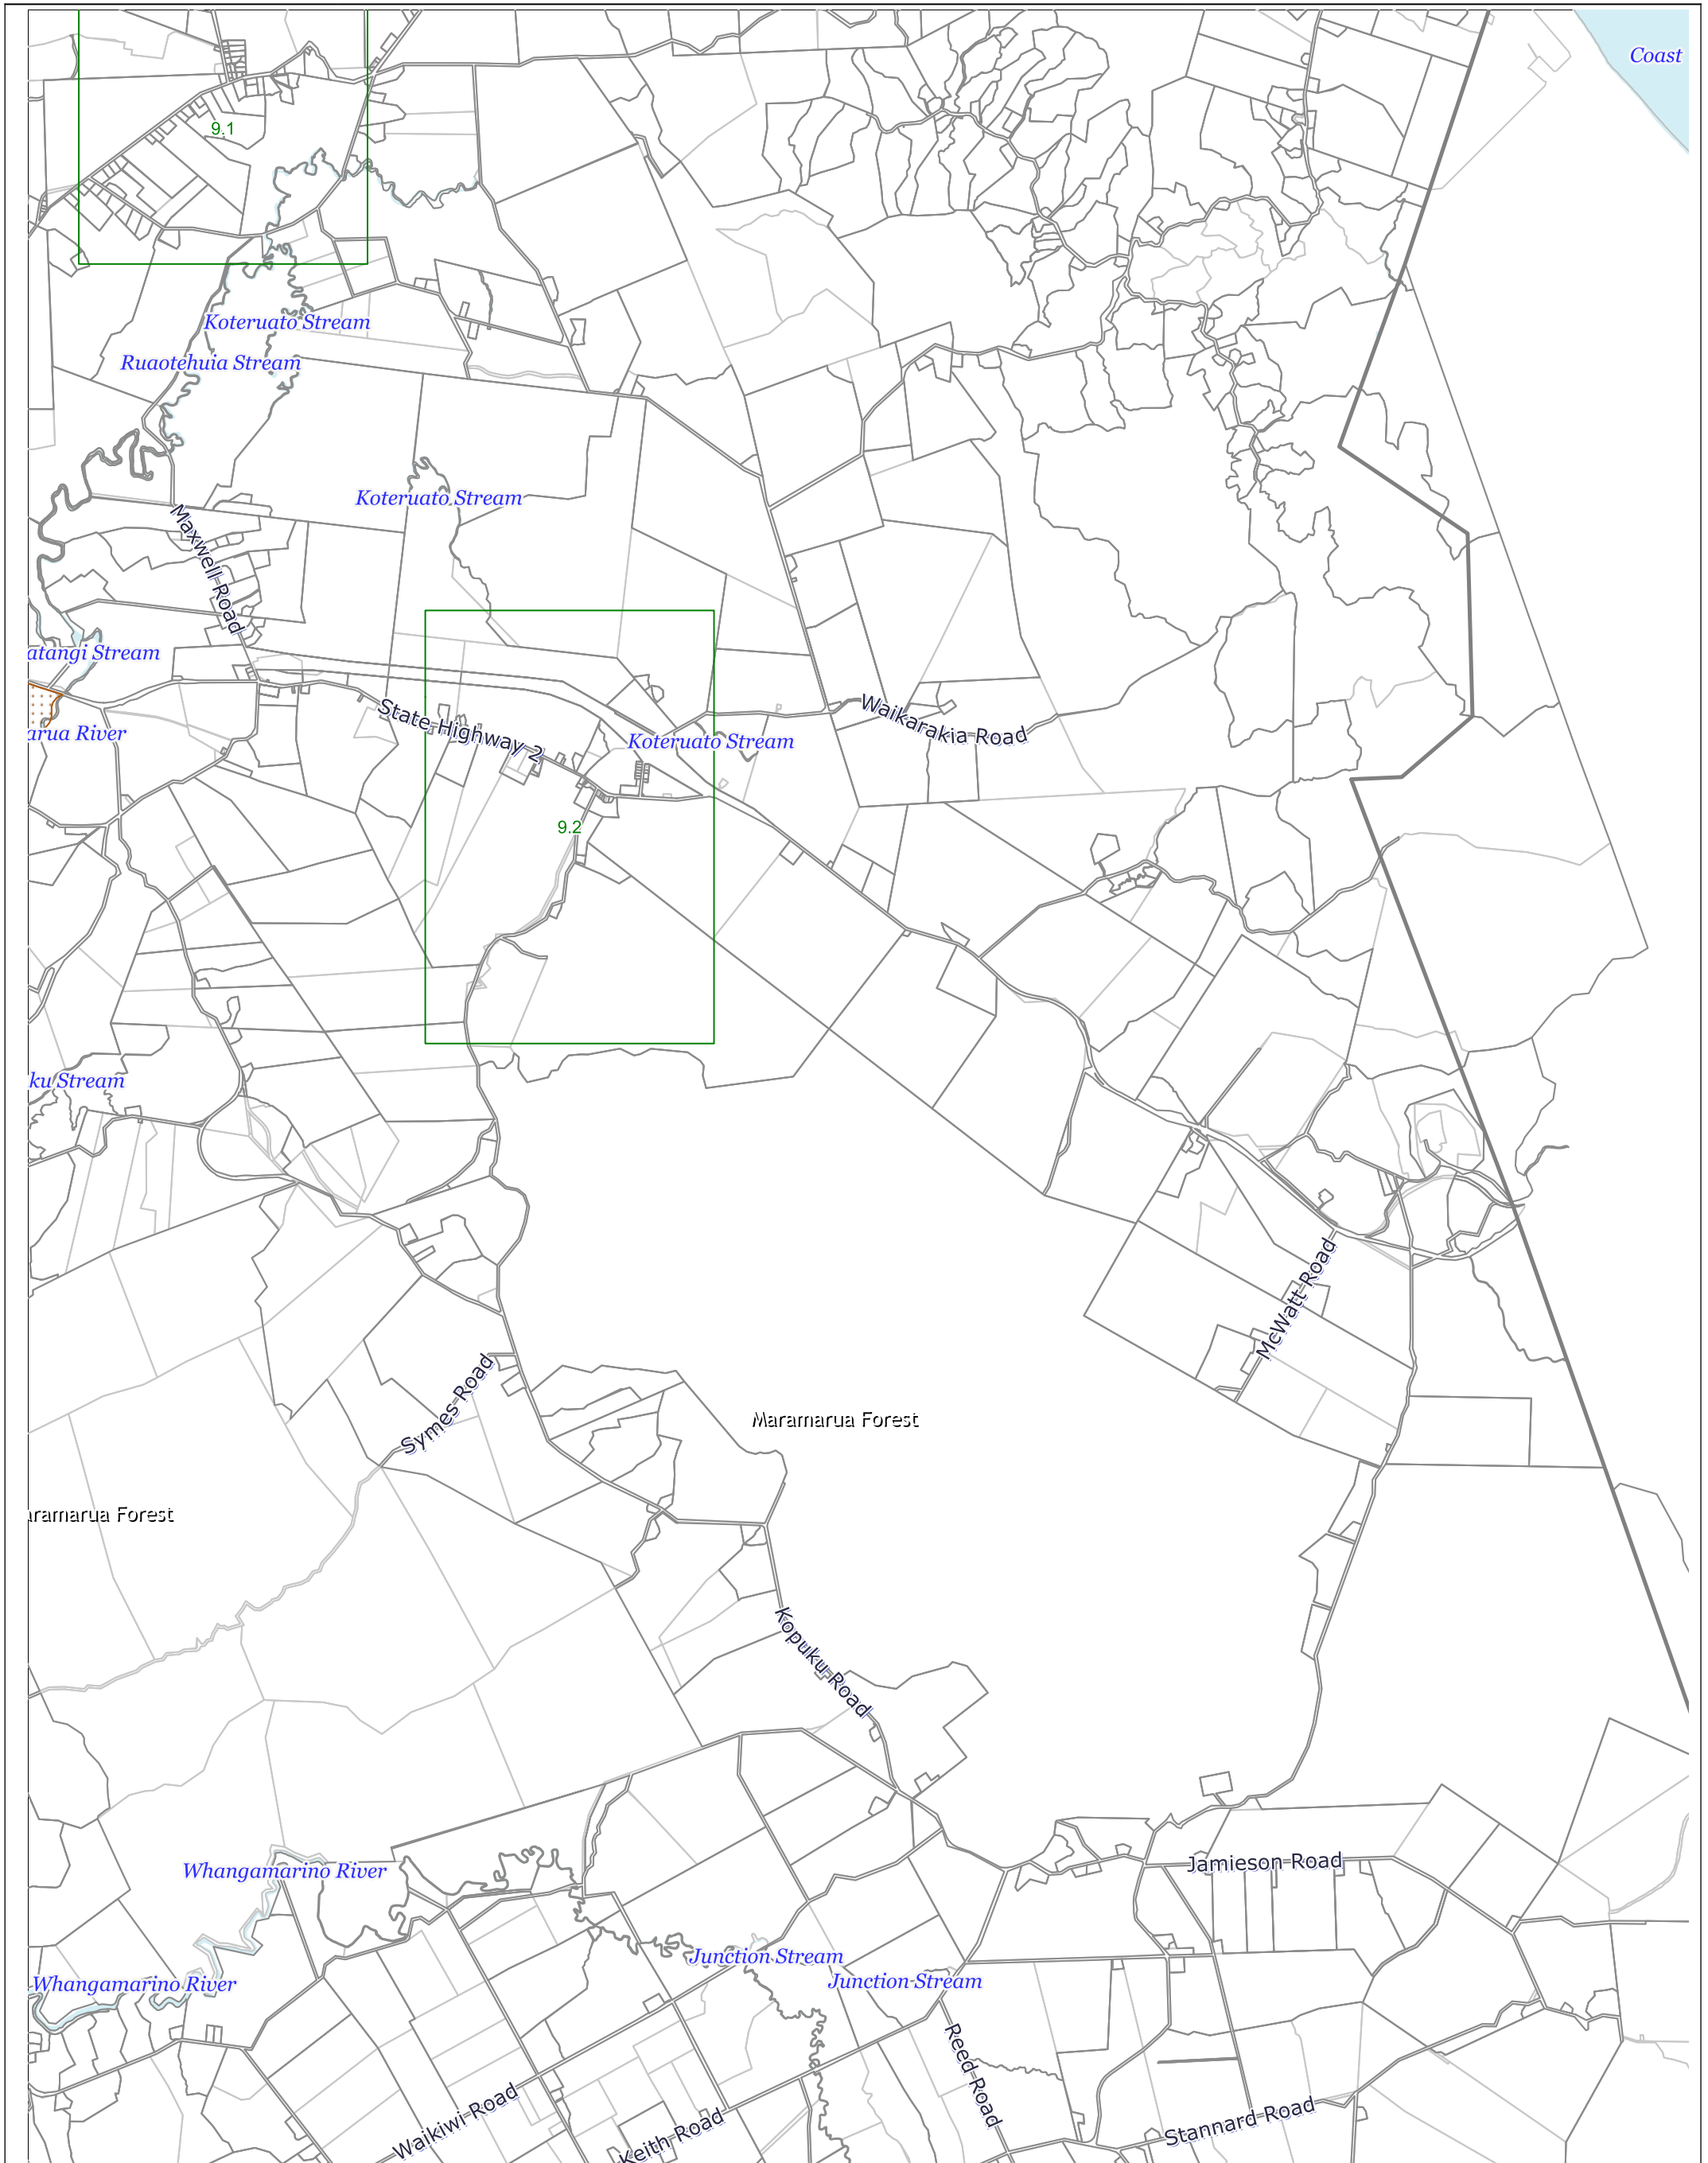 Coast
9.1
Koteruato Stream
Ruaotehuia Stream
Koteruato Stream
Maxwell Road
atangi Stream
State Highway 2
Waikarakia Road
arua River
Koteruato Stream
9.2
ku Stream
McWatt Road
Symes Road
Maramarua Forest
aramarua Forest
Kopuku Road
Jamieson Road
Whangamarino River
Junction Stream
Junction Stream
Whangamarino River
Reed Road
Waikiwi Road
Keith Road
Stannard Road